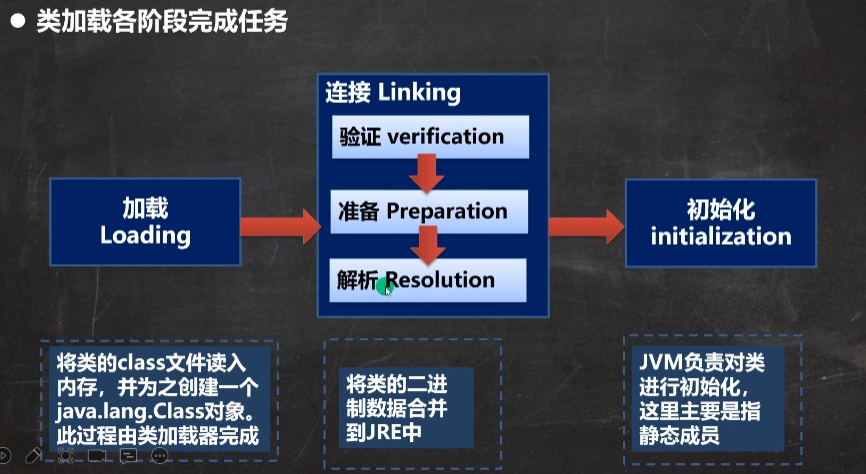 ● 类加载各阶段完成任务
连接 Linking
验证 verification
准备 Preparation
解析 Resolution
加载
Loading
初始化
initialization
将类的class文件读入
内存，并为之创建一个
java.lang.Class对象。
此过程由类加载器完成
将类的二进
制数据合并
到JRE中
JVM负责对类
进行初始化，
这里主要是指
静态成员